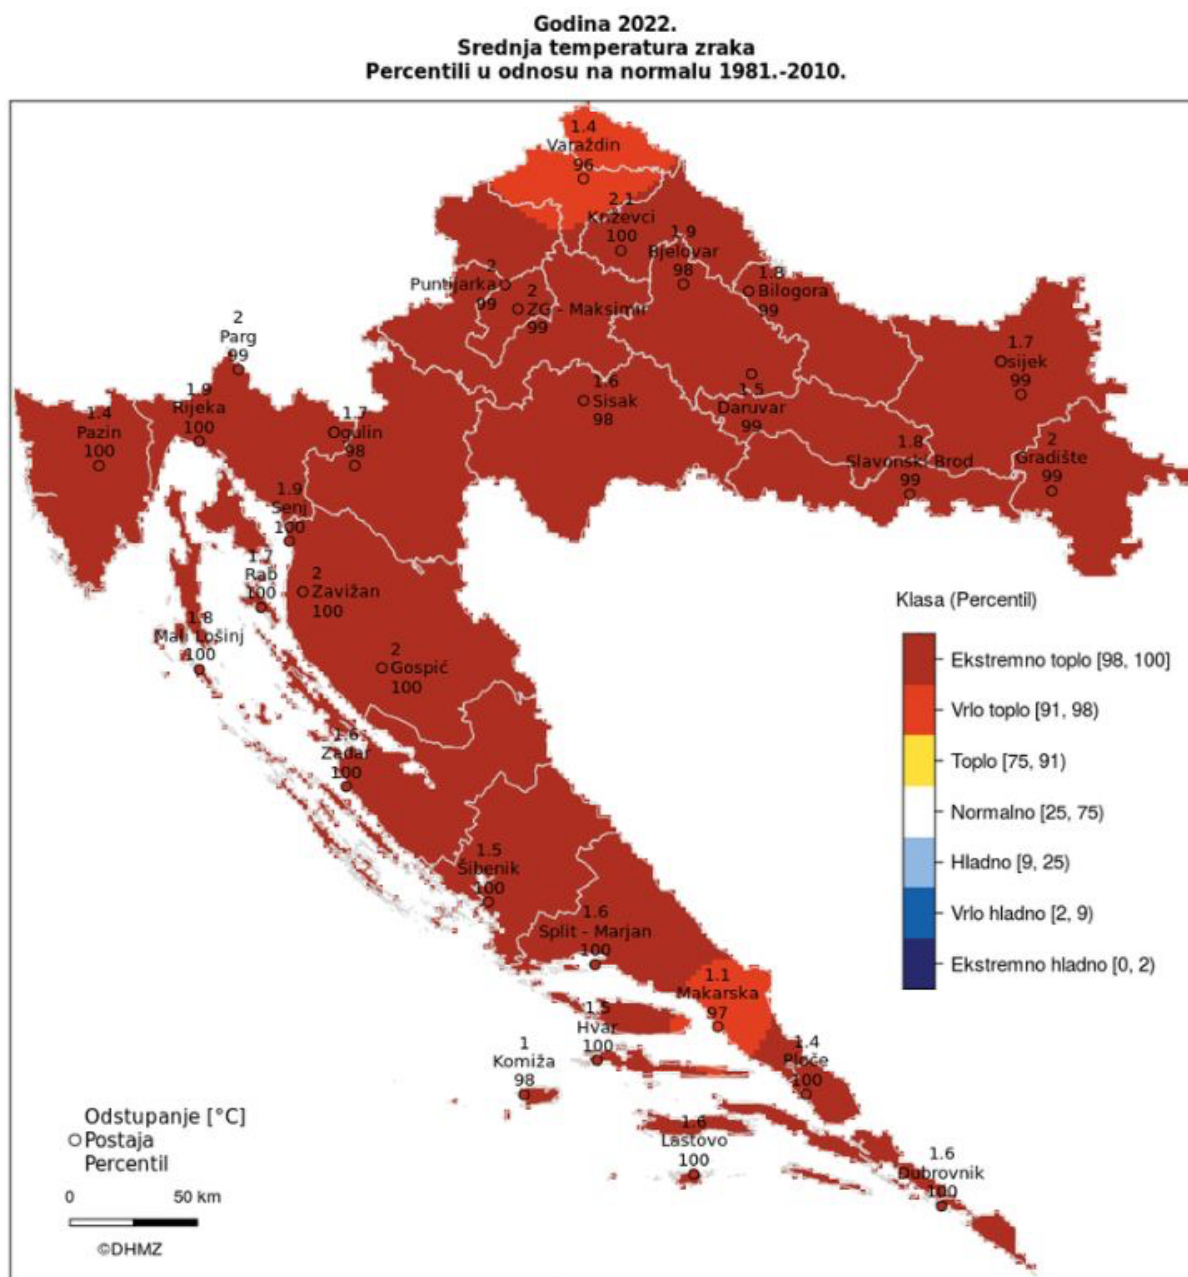 Godina 2022.
Srednja temperatura zraka
Percentili u odnosu na normalu 1981.-2010.
1.4
Varaždin
96
2.1
Križevci
100
1.9
Bjelovar
98
1.8
Bilogora
99
2
Puntijarka
99
2
ZG - Maksimir
99
2
Parg
99
1.7
Osijek
99
1.9
Rijeka
100
1.4
Pazin
100
1.7
Ogulin
98
1.6
Sisak
98
1.5
Daruvar
99
1.8
Slavonski Brod
99
2
Gradište
99
1.9
Senj
100
1.7
Rab
100
2
Zavižan
100
1.8
Mali Lošinj
100
2
Gospić
100
1.6
Zadar
100
1.5
Šibenik
100
1.6
Split - Marjan
100
1.1
Makarska
97
1.5
Hvar
100
1
Komiža
98
1.4
Ploče
100
1.6
Lastovo
100
1.6
Dubrovnik
100
Klasa (Percentil)
Ekstremno toplo [98, 100]
Vrlo toplo [91, 98)
Toplo [75, 91)
Normalno [25, 75)
Hladno [9, 25)
Vrlo hladno [2, 9)
Ekstremno hladno [0, 2)
Odstupanje [°C]
Postaja
Percentil
0 50 km
©DHMZ